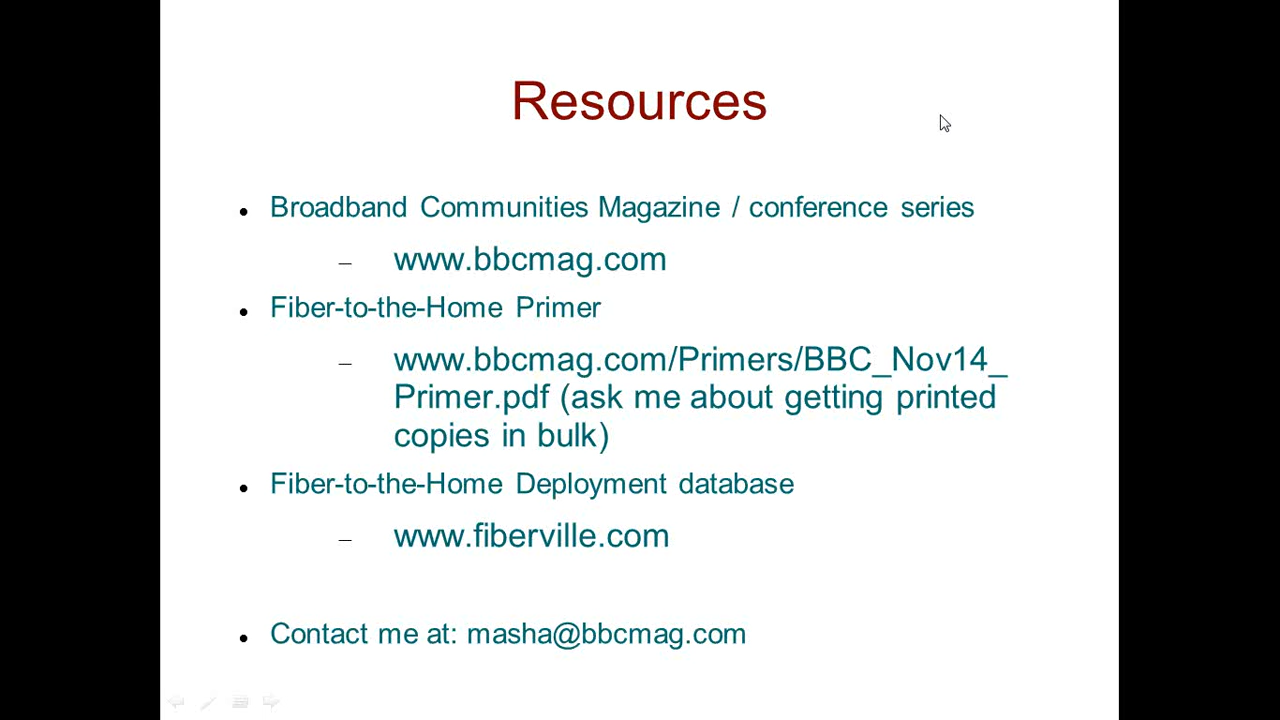 Resources
• Broadband Communities Magazine / conference series
– www.bbcmag.com
• Fiber-to-the-Home Primer
– www.bbcmag.com/Primers/BBC_Nov14_
Primer.pdf (ask me about getting printed
copies in bulk)
• Fiber-to-the-Home Deployment database
– www.fiberville.com
• Contact me at: masha@bbcmag.com